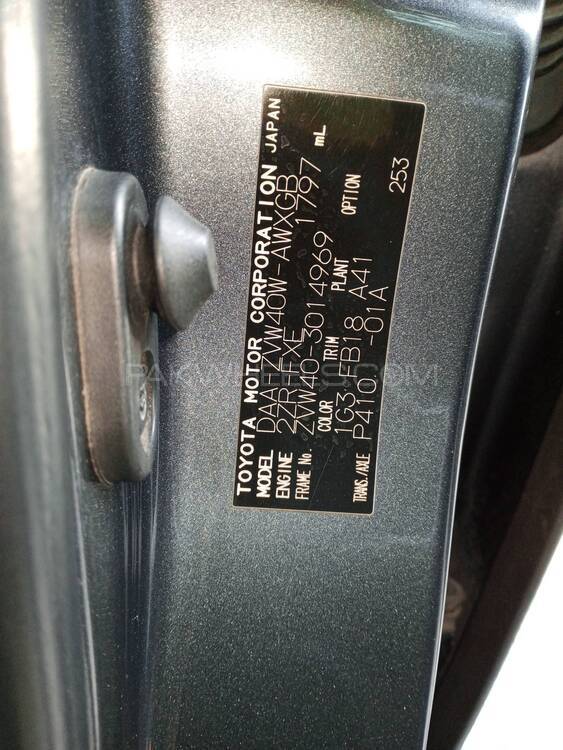 TOYOTA MOTOR CORPORATION JAPAN
MODEL DAA-ZVW40W-AWXGB
ENGINE 2ZR-FXE 1797 mL
FRAME No. ZVW40-3014969
COLOR TRIM PLANT OPTION
1G3 FB18 A41 253
TRANS./AXLE P410 -01A
PAKWHEELS.COM